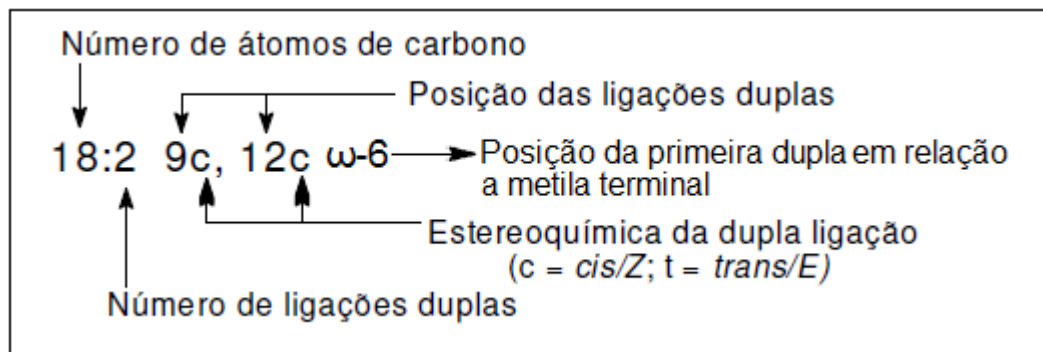 Número de átomos de carbono
Posição das ligações duplas
18:2 9c, 12c ω-6
Posição da primeira dupla em relação
a metila terminal
Estereoquímica da dupla ligação
(c = cis/Z; t = trans/E)
Número de ligações duplas